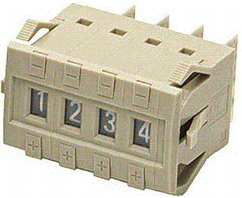 − − − −
1 2 3 4
+ + + +